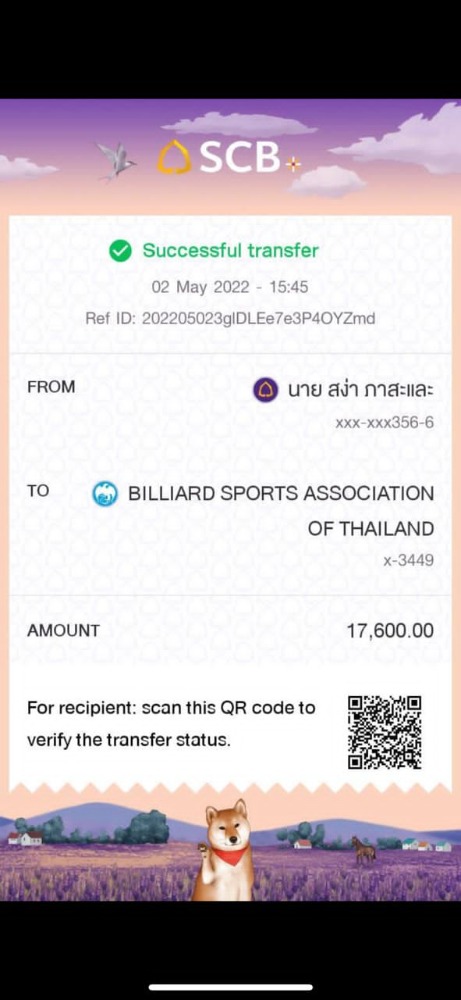 SCB+
Successful transfer
02 May 2022 - 15:45
Ref ID: 202205023glDLEe7e3P4OYZmd
FROM
นาย สง่า ภาสะและ
xxx-xxx356-6
TO
BILLIARD SPORTS ASSOCIATION
OF THAILAND
x-3449
AMOUNT
17,600.00
For recipient: scan this QR code to
verify the transfer status.